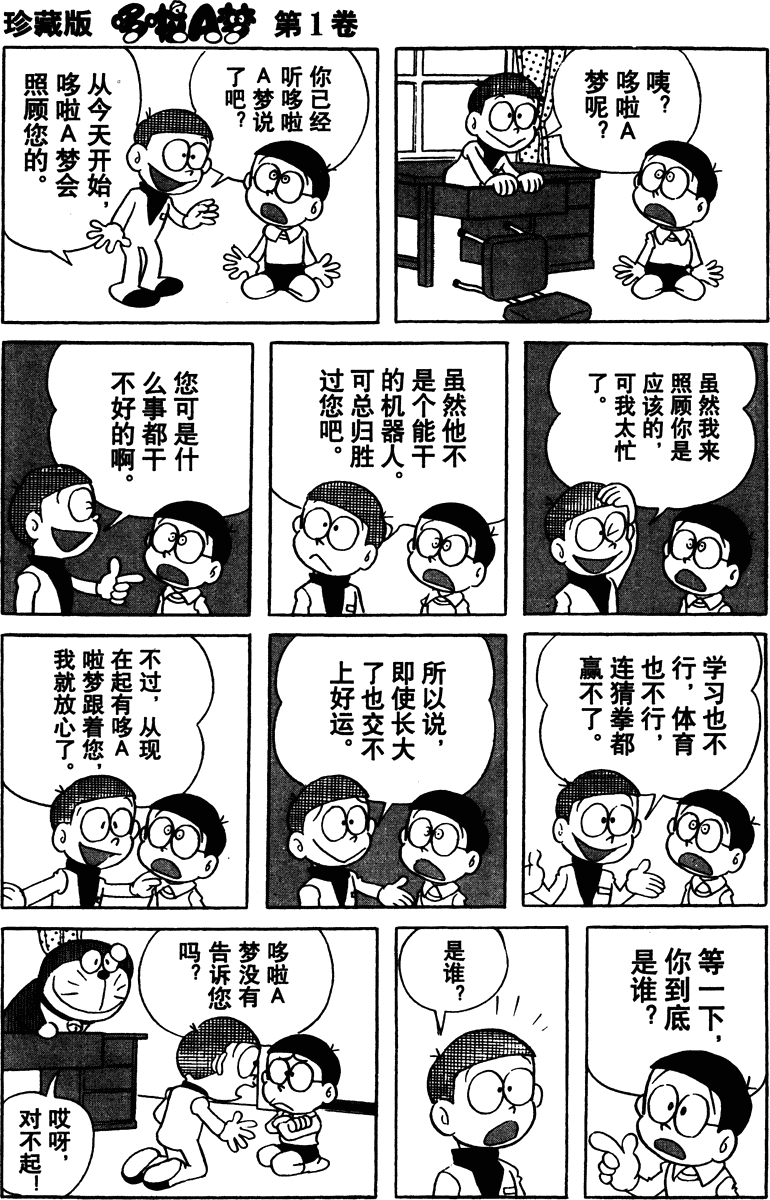 珍藏版 哆啦A梦 第1卷
咦？
哆啦A
梦呢？
你已经
听哆啦
A梦说
了吧？
从今天开始，
哆啦A梦会
照顾您的。
虽然我来
照顾你是
应该的，
可我太忙
了。
虽然他不
是个能干
的机器人。
可总归胜
过您吧。
您可是什
么事都干
不好的啊。
学习也不
行，体育
也不行，
连猜拳都
赢不了。
所以说，
即使长大
了也交不
上好运。
不过，从现
在起有哆A
啦梦跟着您，
我就放心了。
等一下，
你到底
是谁？
是谁？
哆啦A
梦没有
告诉您
吗？
哎呀，
对不起！